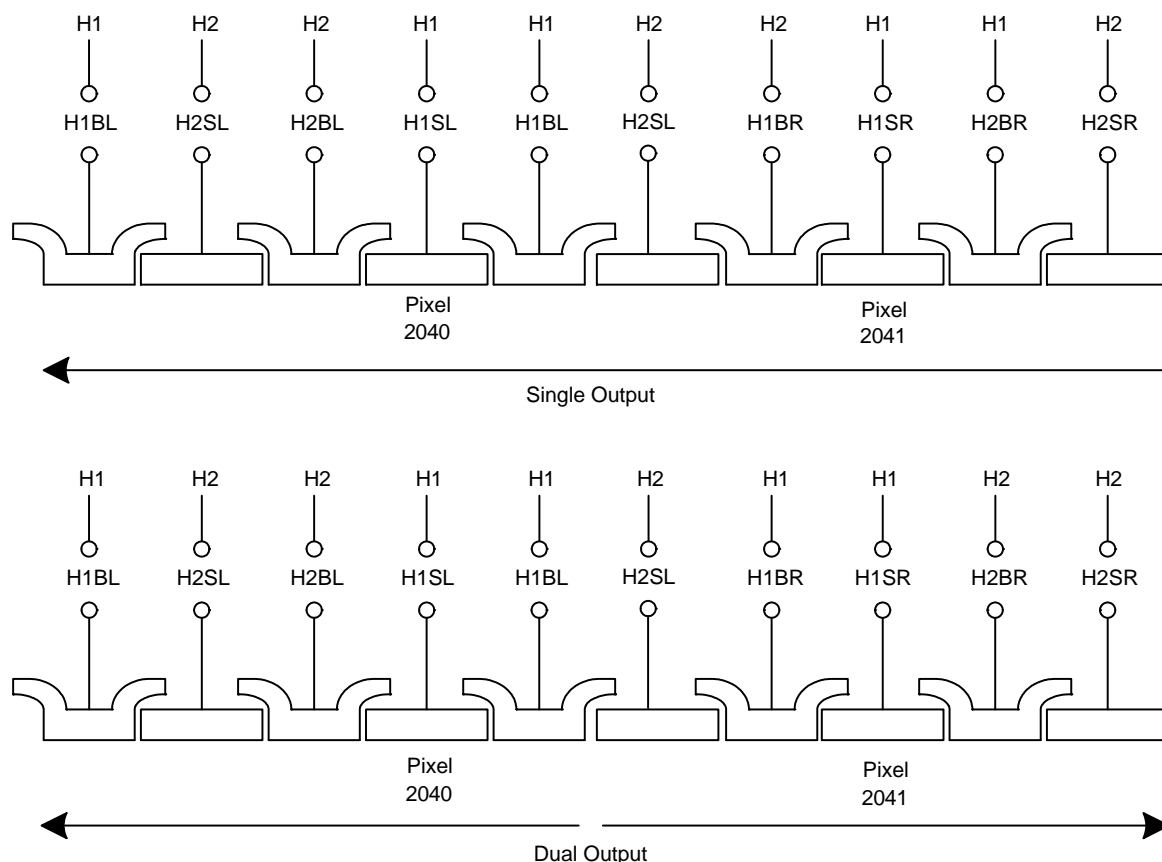 H1 H2 H2 H1 H1 H2 H2 H1 H1 H2
H1BL H2SL H2BL H1SL H1BL H2SL H1BR H1SR H2BR H2SR
Pixel
2040
Pixel
2041
Single Output
H1 H2 H2 H1 H1 H2 H1 H1 H2 H2
H1BL H2SL H2BL H1SL H1BL H2SL H1BR H1SR H2BR H2SR
Pixel
2040
Pixel
2041
Dual Output